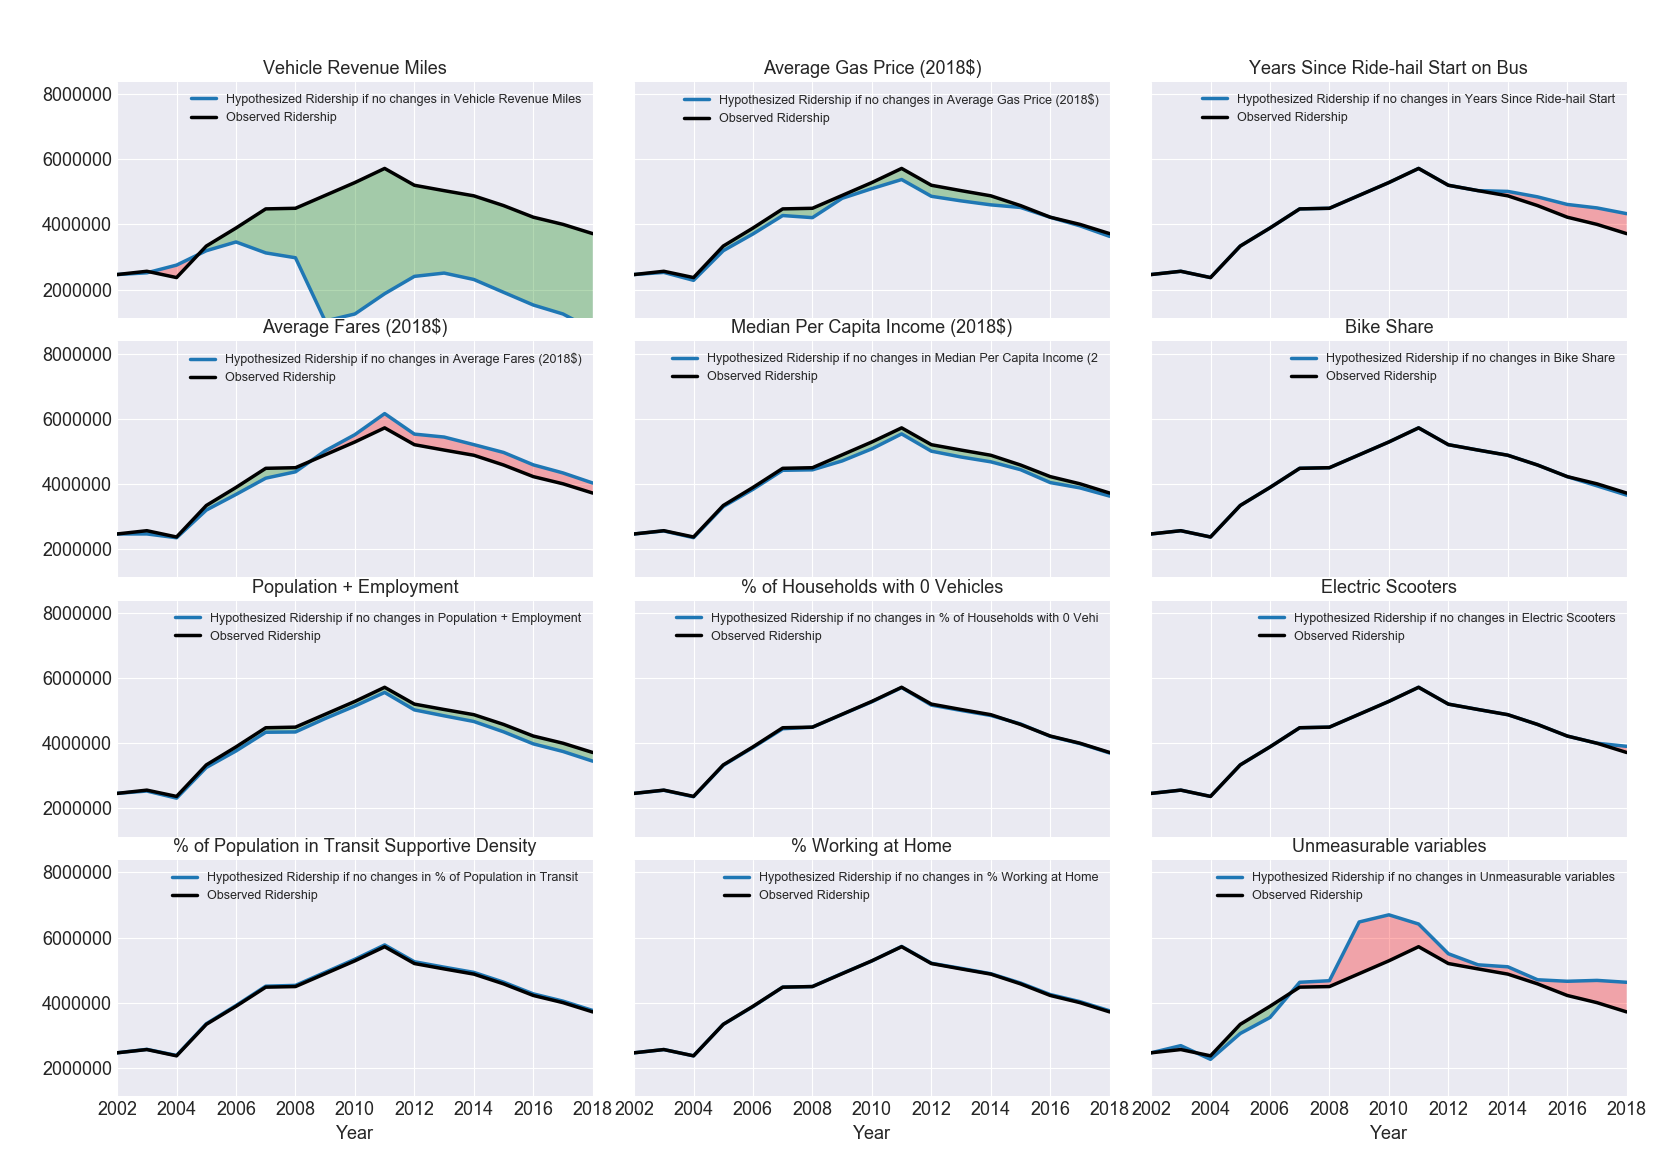 Vehicle Revenue Miles
8000000
6000000
4000000
2000000
Hypothesized Ridership if no changes in Vehicle Revenue Miles
Observed Ridership
Average Gas Price (2018$)
Hypothesized Ridership if no changes in Average Gas Price (2018$)
Observed Ridership
Years Since Ride-hail Start on Bus
Hypothesized Ridership if no changes in Years Since Ride-hail Start
Observed Ridership
Average Fares (2018$)
8000000
6000000
4000000
2000000
Hypothesized Ridership if no changes in Average Fares (2018$)
Observed Ridership
Median Per Capita Income (2018$)
Hypothesized Ridership if no changes in Median Per Capita Income (2
Observed Ridership
Bike Share
Hypothesized Ridership if no changes in Bike Share
Observed Ridership
Population + Employment
8000000
6000000
4000000
2000000
Hypothesized Ridership if no changes in Population + Employment
Observed Ridership
% of Households with 0 Vehicles
Hypothesized Ridership if no changes in % of Households with 0 Vehi
Observed Ridership
Electric Scooters
Hypothesized Ridership if no changes in Electric Scooters
Observed Ridership
% of Population in Transit Supportive Density
8000000
6000000
4000000
2000000
Hypothesized Ridership if no changes in % of Population in Transit
Observed Ridership
2002 2004 2006 2008 2010 2012 2014 2016 2018
Year
% Working at Home
Hypothesized Ridership if no changes in % Working at Home
Observed Ridership
2002 2004 2006 2008 2010 2012 2014 2016 2018
Year
Unmeasurable variables
Hypothesized Ridership if no changes in Unmeasurable variables
Observed Ridership
2002 2004 2006 2008 2010 2012 2014 2016 2018
Year